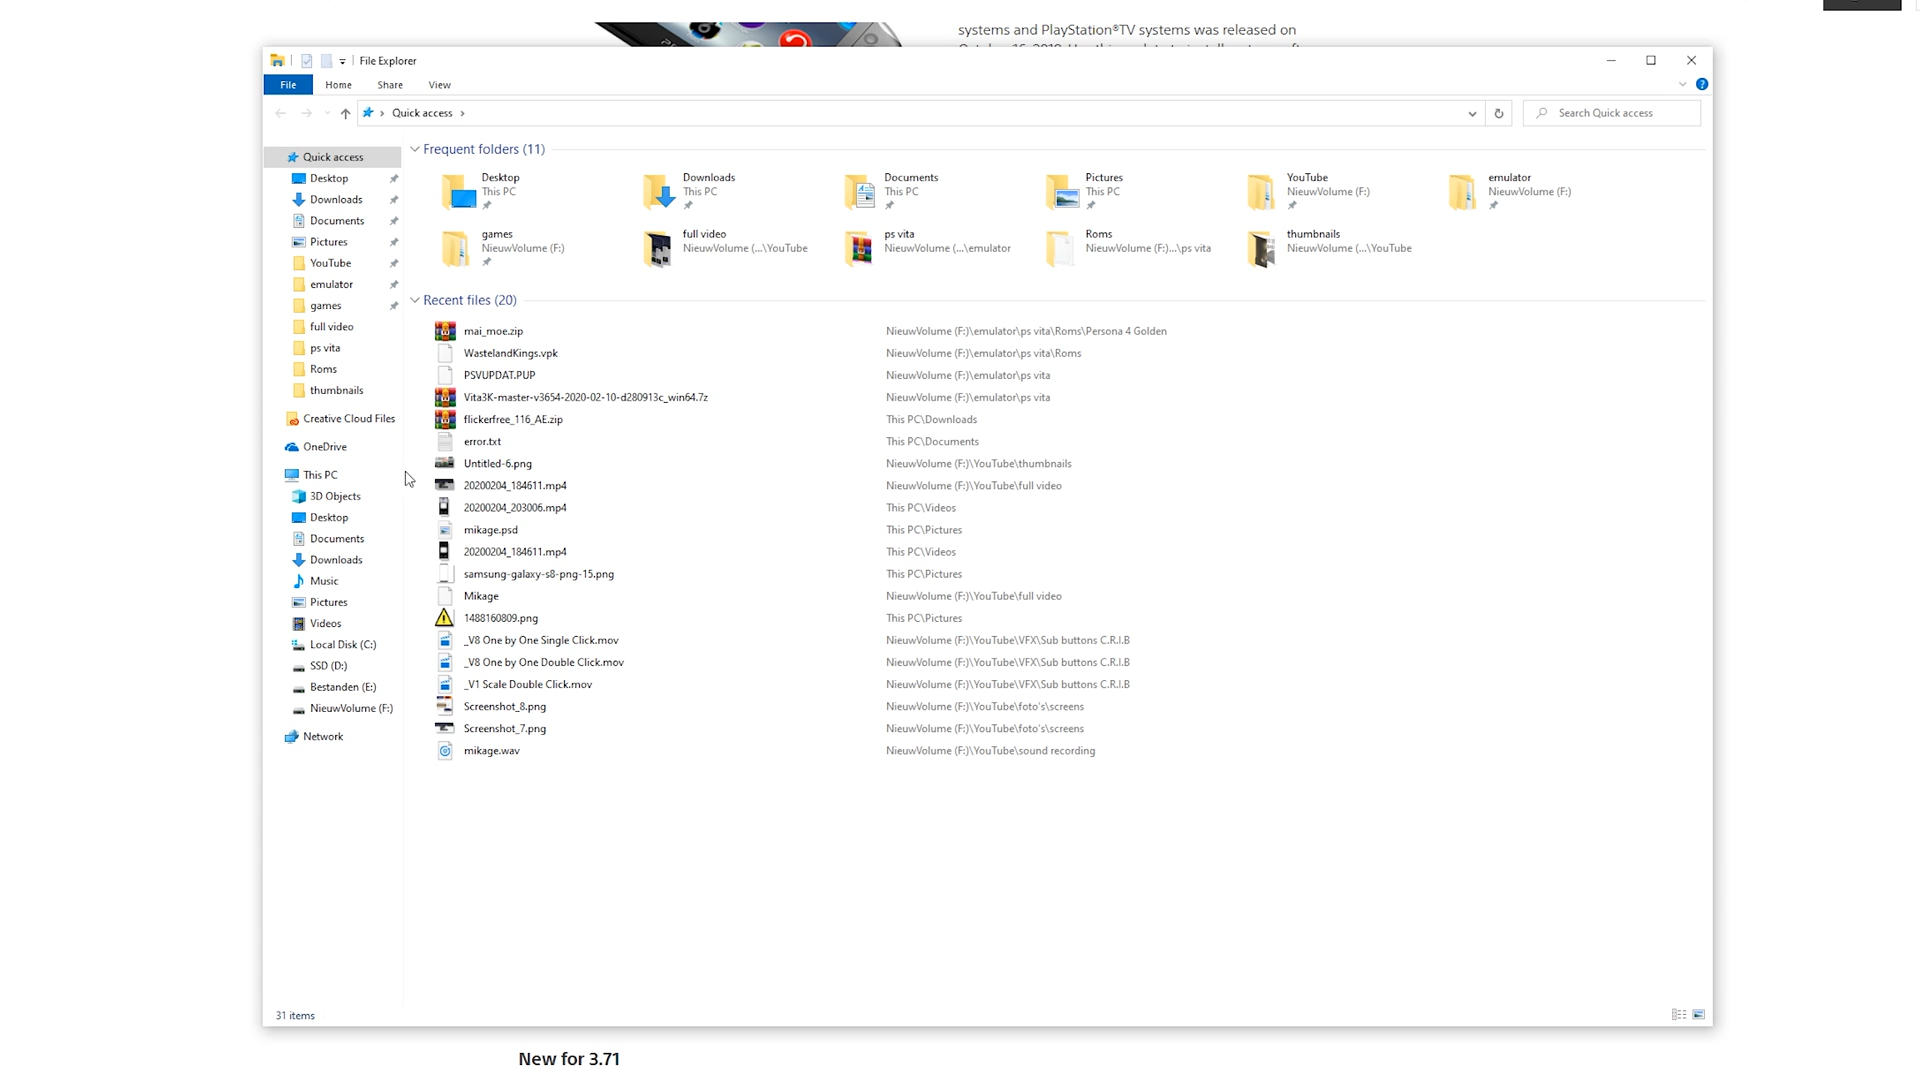 systems and PlayStation®TV systems was released on
File Explorer
File Home Share View
Quick access
Search Quick access
Quick access
Desktop
Downloads
Documents
Pictures
YouTube
emulator
games
full video
ps vita
Roms
thumbnails
Creative Cloud Files
OneDrive
This PC
3D Objects
Desktop
Documents
Downloads
Music
Pictures
Videos
Local Disk (C:)
SSD (D:)
Bestanden (E:)
NieuwVolume (F:)
Network
Frequent folders (11)
Desktop
This PC
Downloads
This PC
Documents
This PC
Pictures
This PC
YouTube
NieuwVolume (F:)
emulator
NieuwVolume (F:)
games
NieuwVolume (F:)
full video
NieuwVolume (...\YouTube
ps vita
NieuwVolume (...\emulator
Roms
NieuwVolume (F:)...\ps vita
thumbnails
NieuwVolume (...\YouTube
Recent files (20)
mai_moe.zip NieuwVolume (F:)\emulator\ps vita\Roms\Persona 4 Golden
WastelandKings.vpk NieuwVolume (F:)\emulator\ps vita\Roms
PSVUPDAT.PUP NieuwVolume (F:)\emulator\ps vita
Vita3K-master-v3654-2020-02-10-d280913c_win64.7z NieuwVolume (F:)\emulator\ps vita
flickerfree_116_AE.zip This PC\Downloads
error.txt This PC\Documents
Untitled-6.png NieuwVolume (F:)\YouTube\thumbnails
20200204_184611.mp4 NieuwVolume (F:)\YouTube\full video
20200204_203006.mp4 This PC\Videos
mikage.psd This PC\Pictures
20200204_184611.mp4 This PC\Videos
samsung-galaxy-s8-png-15.png This PC\Pictures
Mikage NieuwVolume (F:)\YouTube\full video
1488160809.png This PC\Pictures
_V8 One by One Single Click.mov NieuwVolume (F:)\YouTube\VFX\Sub buttons C.R.I.B
_V8 One by One Double Click.mov NieuwVolume (F:)\YouTube\VFX\Sub buttons C.R.I.B
_V1 Scale Double Click.mov NieuwVolume (F:)\YouTube\VFX\Sub buttons C.R.I.B
Screenshot_8.png NieuwVolume (F:)\YouTube\foto's\screens
Screenshot_7.png NieuwVolume (F:)\YouTube\foto's\screens
mikage.wav NieuwVolume (F:)\YouTube\sound recording
31 items
New for 3.71